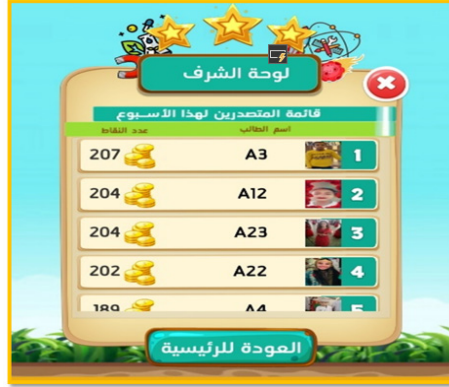 لوحة الشرف
قائمة المتصدرين لهذا الأسبوع
اسم الطالب عدد النقاط
1 A3 207
2 A12 204
3 A23 204
4 A22 202
5 A4 189
العودة للرئيسية